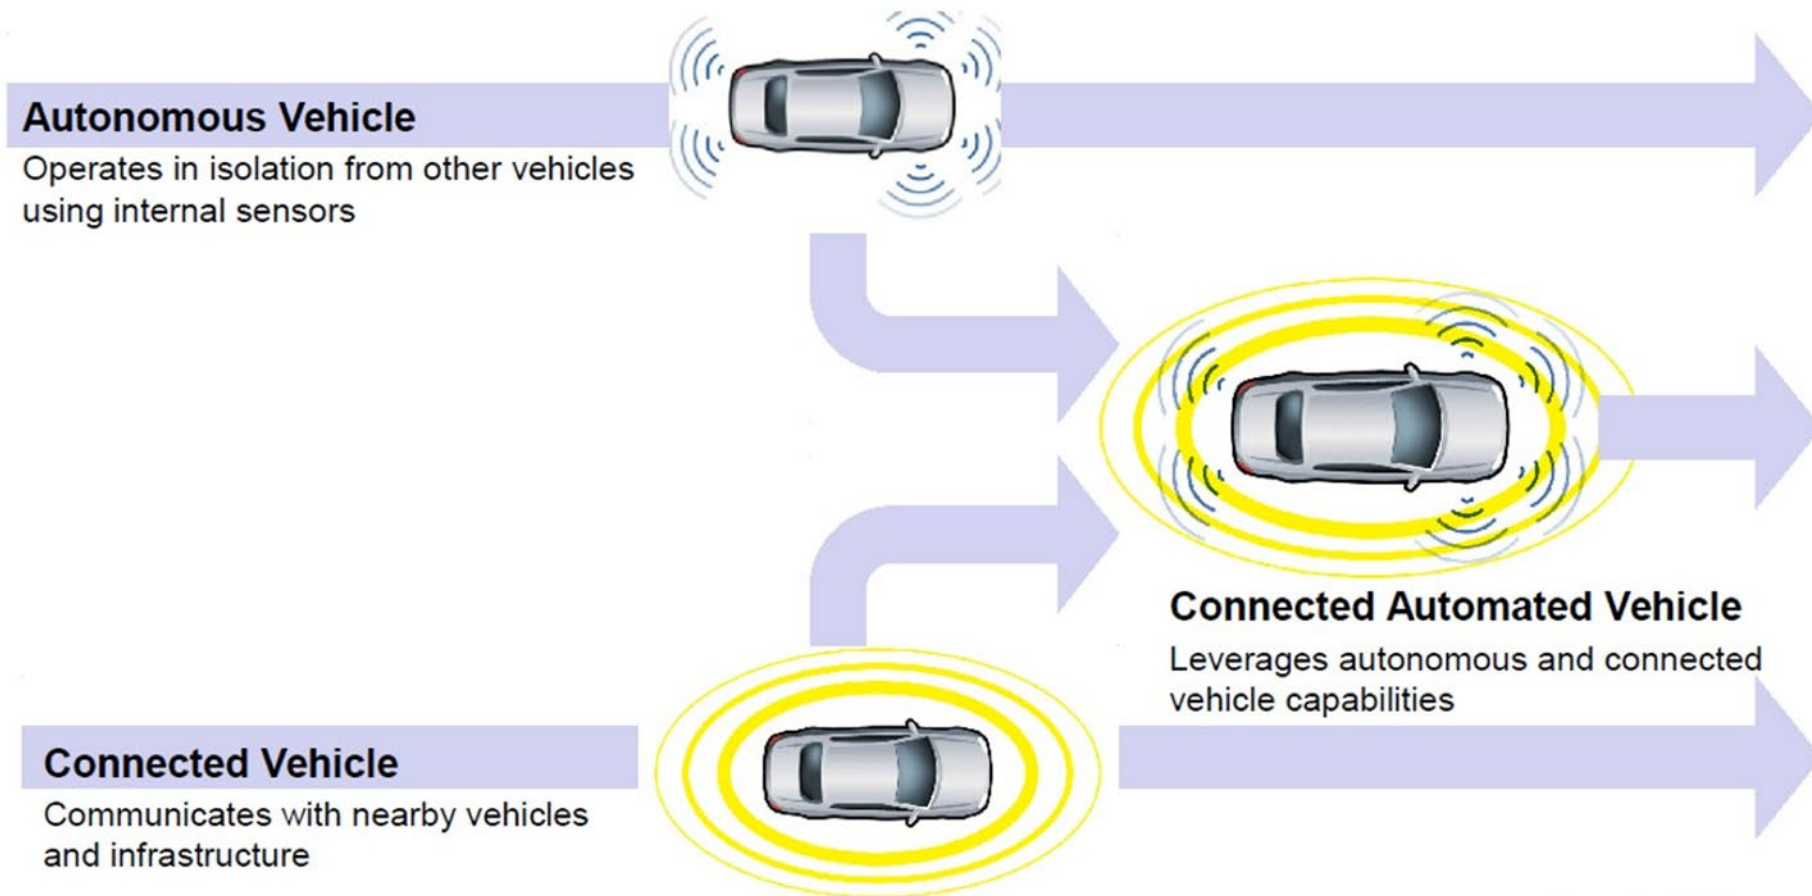 Autonomous Vehicle
Operates in isolation from other vehicles
using internal sensors
Connected Automated Vehicle
Leverages autonomous and connected
vehicle capabilities
Connected Vehicle
Communicates with nearby vehicles
and infrastructure